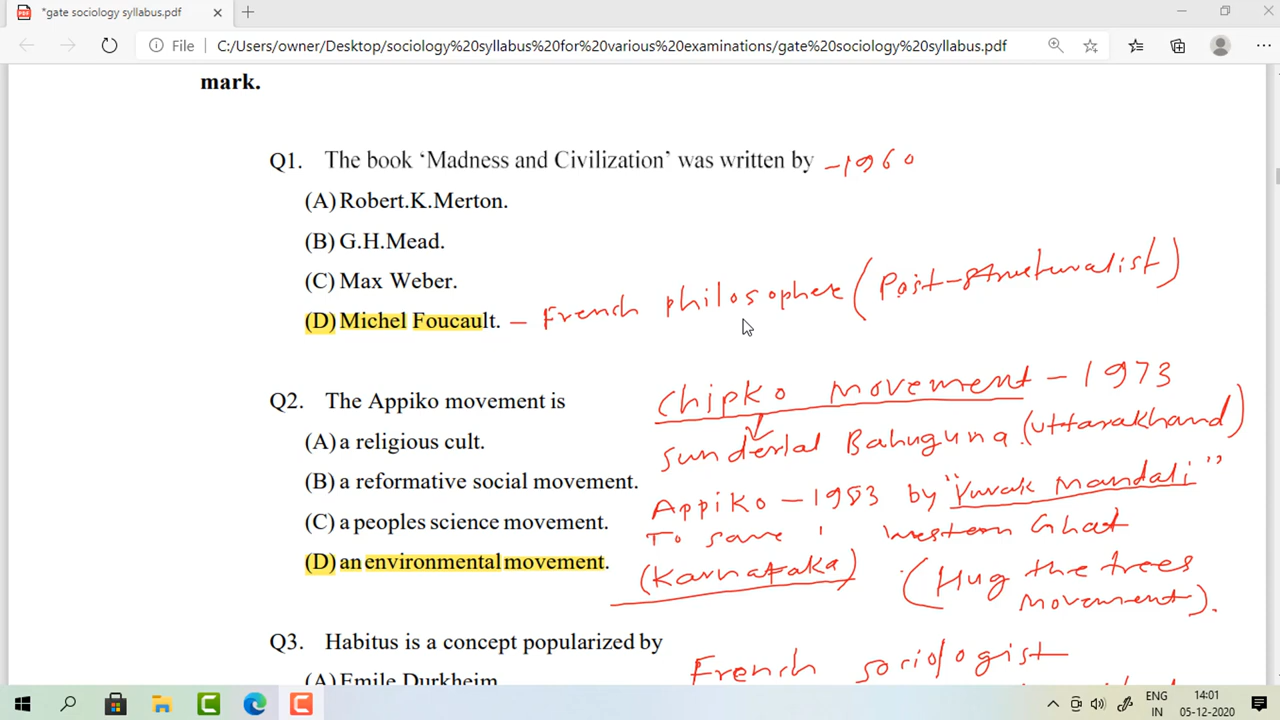 *gate sociology syllabus.pdf
File C:/Users/owner/Desktop/sociology%20syllabus%20for%20various%20examinations/gate%20sociology%20syllabus.pdf
mark.
Q1. The book ‘Madness and Civilization’ was written by -1960
(A) Robert.K.Merton.
(B) G.H.Mead.
(C) Max Weber.
(D) Michel Foucault. - French philosophere (Post-structuralist)
Q2. The Appiko movement is
Chipko movement - 1973
(A) a religious cult.
sunderlal Bahuguna (uttarakhand)
(B) a reformative social movement.
Appiko - 1983 by "Yuvak Mandali"
(C) a peoples science movement.
To save western Ghat
(D) an environmental movement.
(Karnataka) (Hug the trees
movement).
Q3. Habitus is a concept popularized by
French sociologist
(A) Emile Durkheim
ENG
14:01
IN
05-12-2020